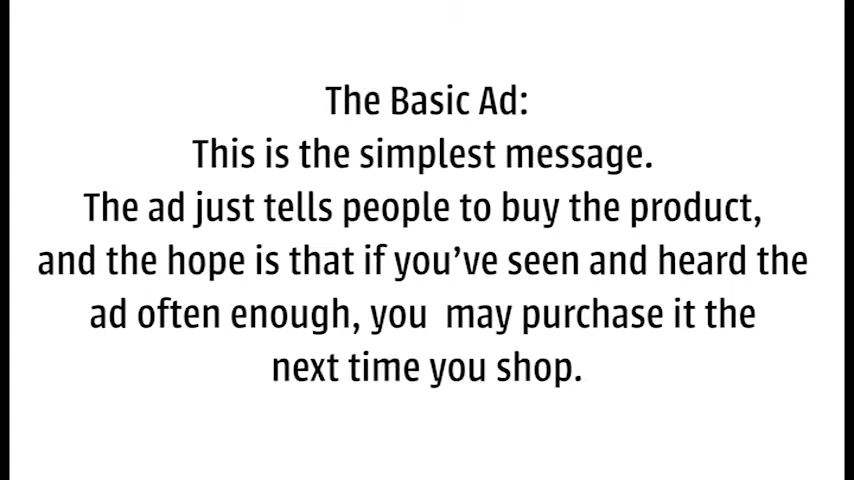 The Basic Ad:
This is the simplest message.
The ad just tells people to buy the product,
and the hope is that if you’ve seen and heard the
ad often enough, you  may purchase it the
next time you shop.